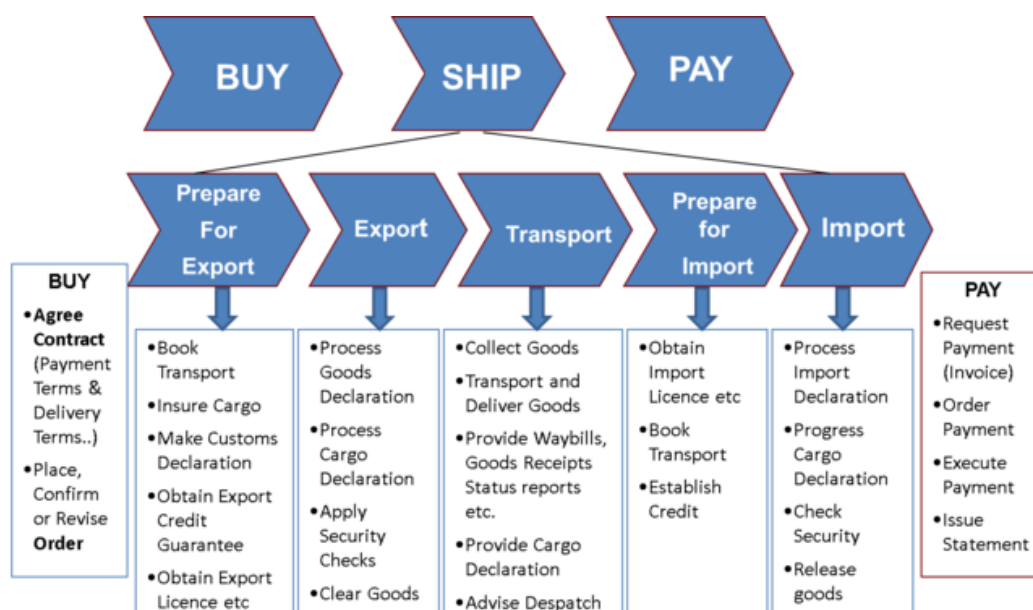 BUY
SHIP
PAY
Prepare
For
Export
Export
Transport
Prepare
for
Import
Import
BUY
•Agree
Contract
(Payment
Terms &
Delivery
Terms..)
•Place,
Confirm
or Revise
Order
•Book
Transport
•Insure Cargo
•Make Customs
Declaration
•Obtain Export
Credit
Guarantee
•Obtain Export
Licence etc
•Process
Goods
Declaration
•Process
Cargo
Declaration
•Apply
Security
Checks
•Clear Goods
•Collect Goods
•Transport and
Deliver Goods
•Provide Waybills,
Goods Receipts
Status reports
etc.
•Provide Cargo
Declaration
•Advise Despatch
•Obtain
Import
Licence etc
•Book
Transport
•Establish
Credit
•Process
Import
Declaration
•Progress
Cargo
Declaration
•Check
Security
•Release
goods
PAY
•Request
Payment
(Invoice)
•Order
Payment
•Execute
Payment
•Issue
Statement